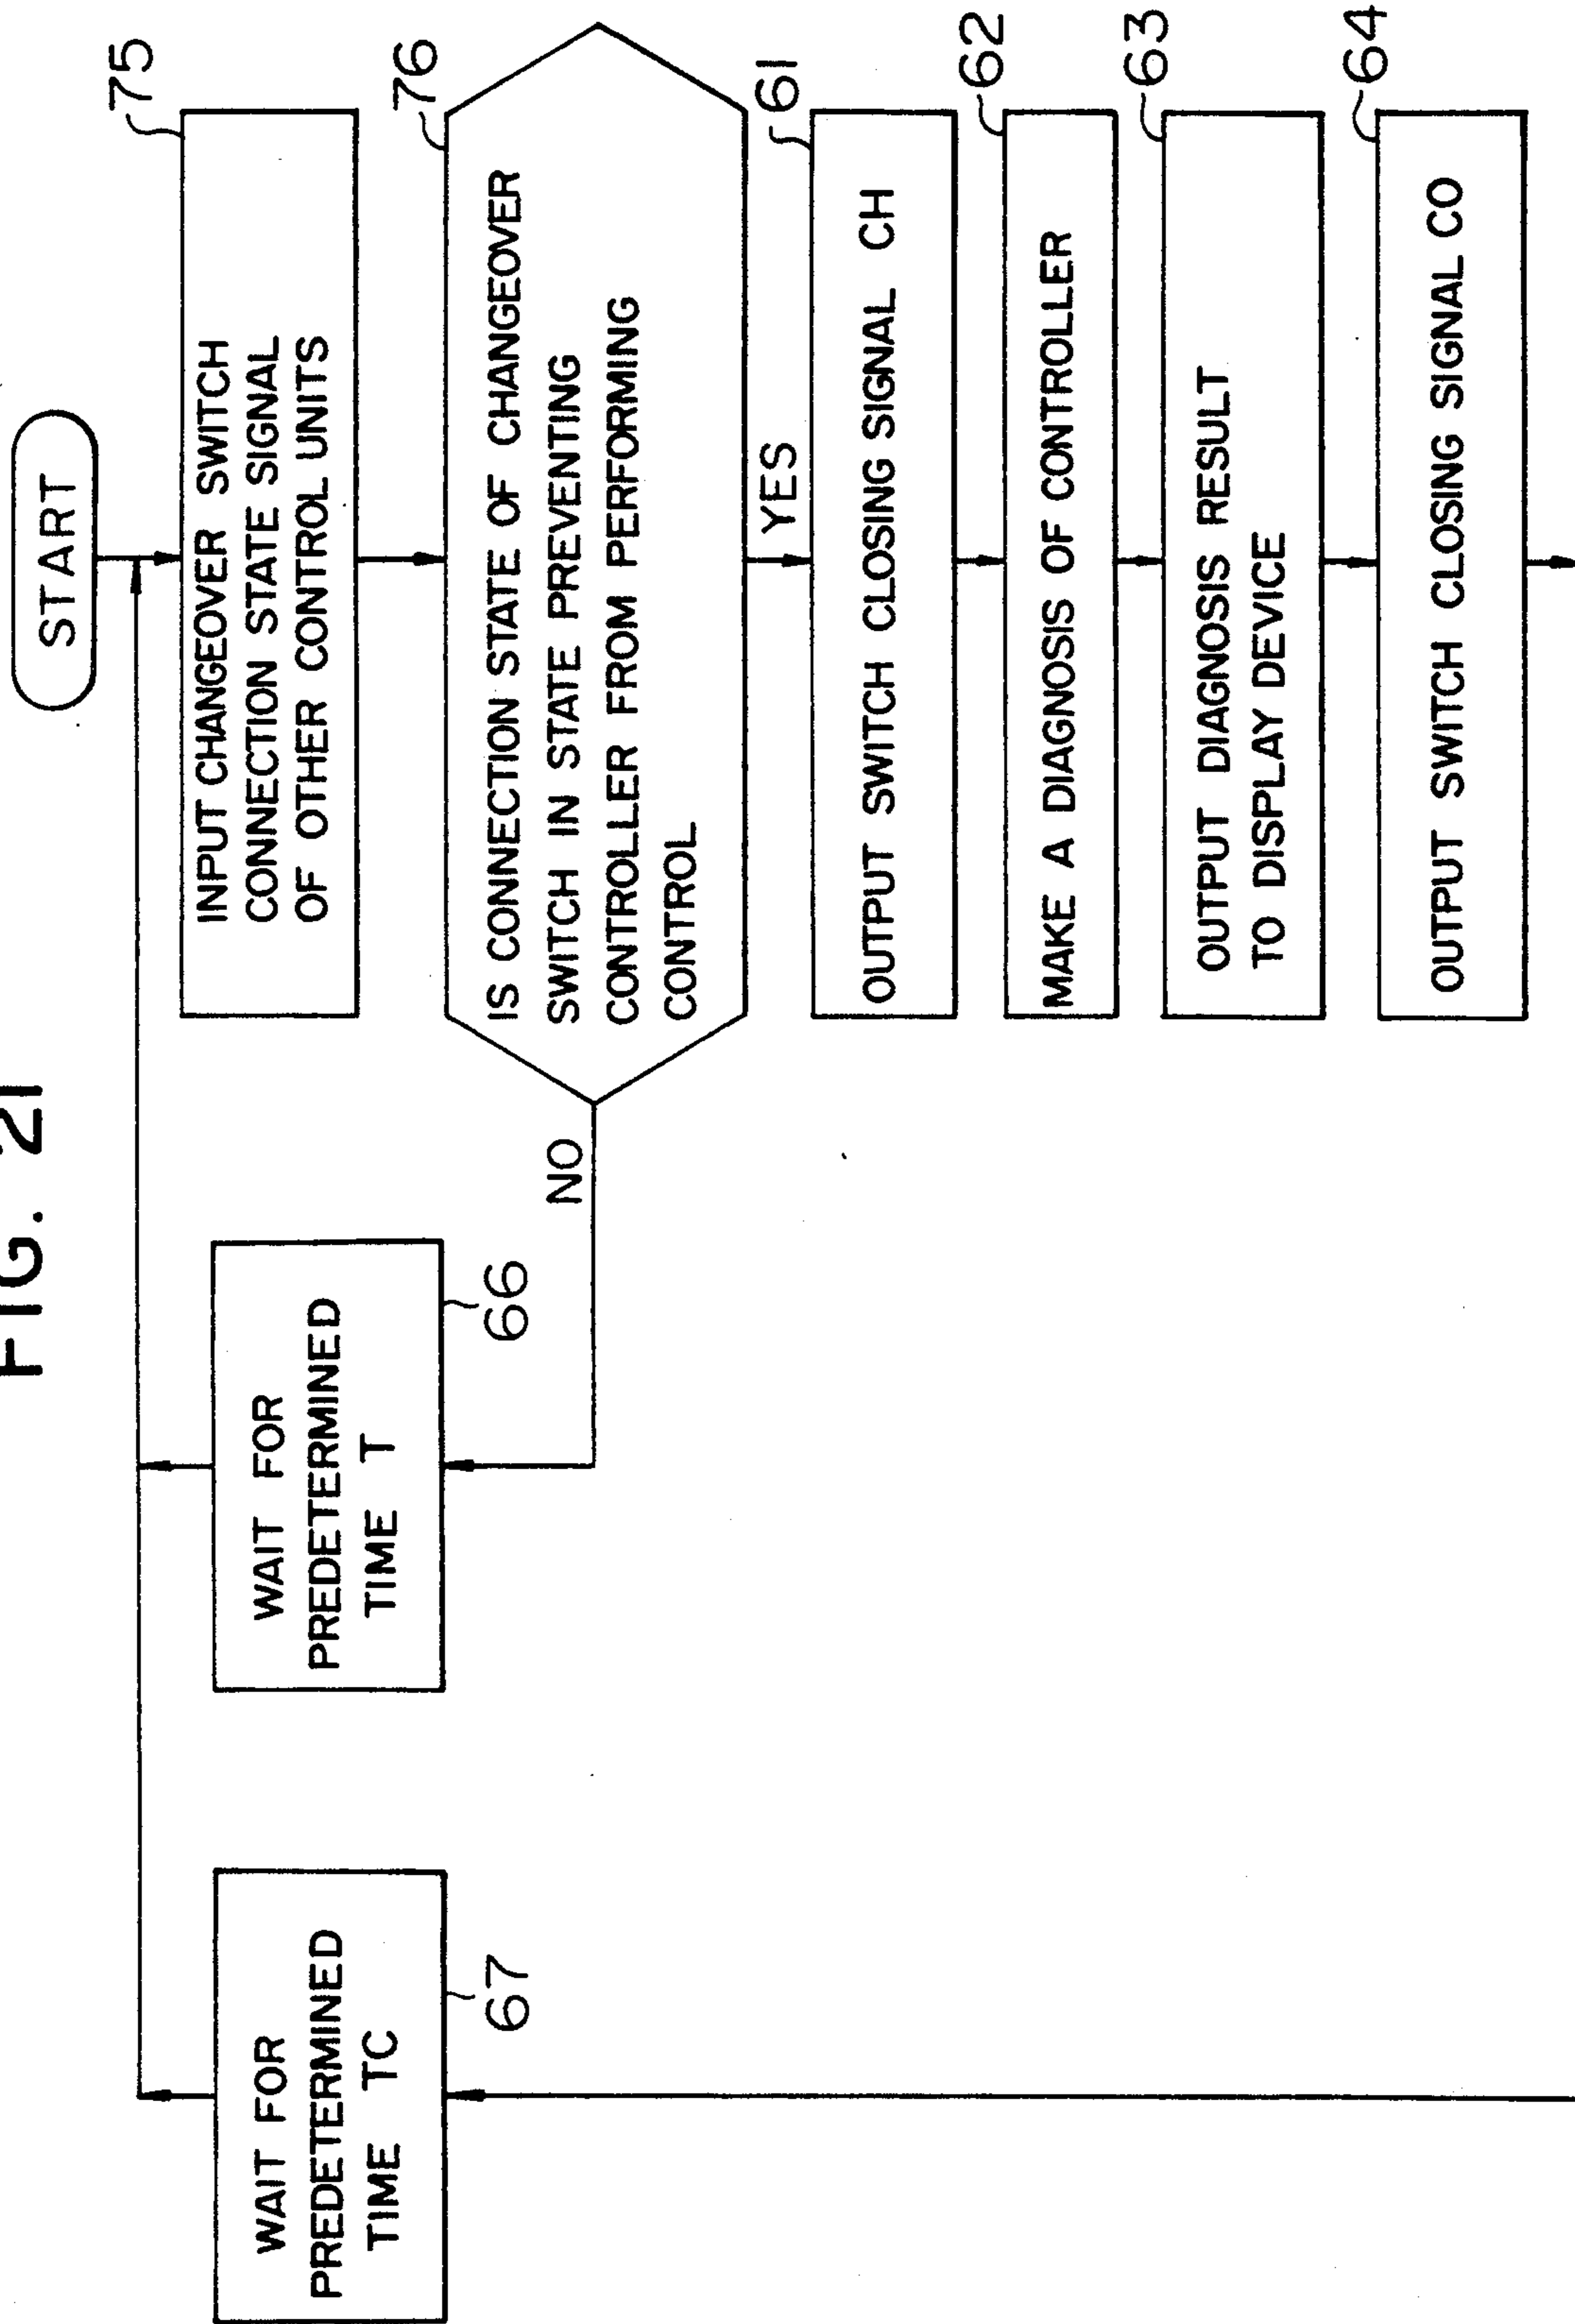 FIG. 21
START
75
INPUT CHANGEOVER SWITCH
CONNECTION STATE SIGNAL
OF OTHER CONTROL UNITS
76
IS CONNECTION STATE OF CHANGEOVER
SWITCH IN STATE PREVENTING
CONTROLLER FROM PERFORMING
CONTROL
NO
YES
61
OUTPUT SWITCH CLOSING SIGNAL CH
62
MAKE A DIAGNOSIS OF CONTROLLER
63
OUTPUT DIAGNOSIS RESULT
TO DISPLAY DEVICE
64
OUTPUT SWITCH CLOSING SIGNAL CO
WAIT FOR
PREDETERMINED
TIME T
66
WAIT FOR
PREDETERMINED
TIME TC
67